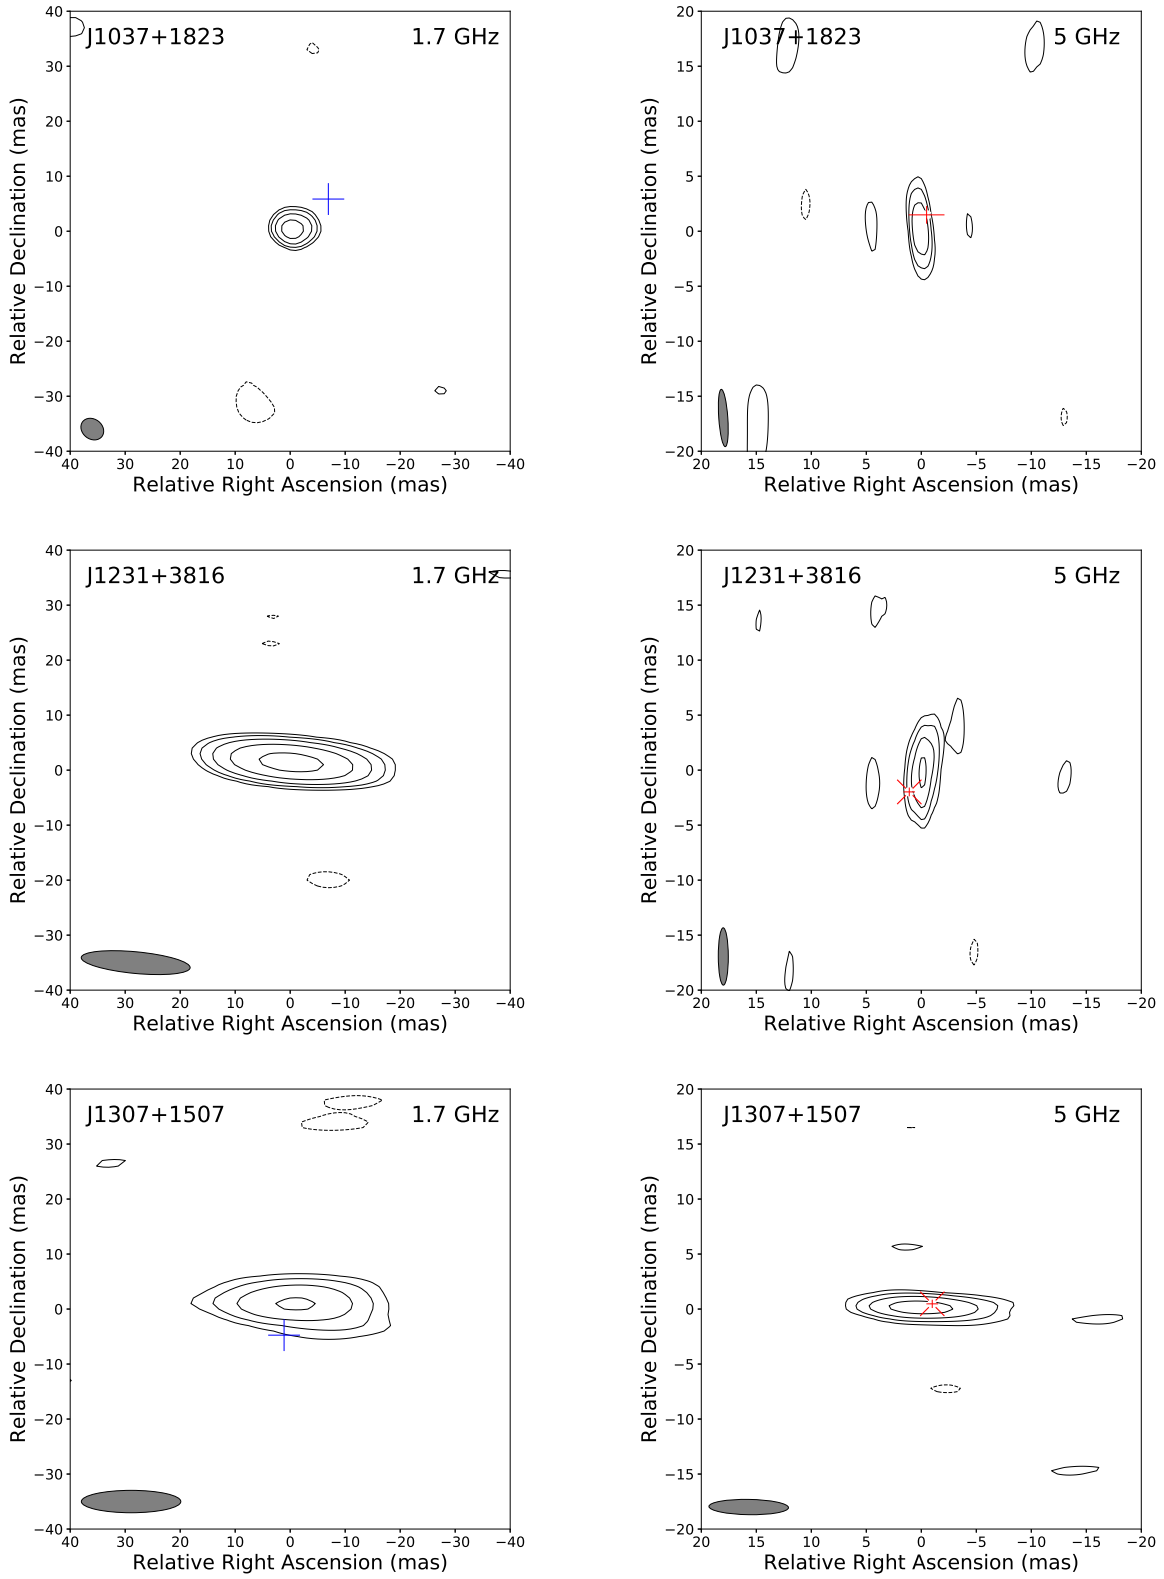 J1037+1823 1.7 GHz
40
30
20
10
0
−10
−20
−30
−40
40 30 20 10 0 −10 −20 −30 −40
Relative Right Ascension (mas)
Relative Declination (mas)
J1037+1823 5 GHz
20
15
10
5
0
−5
−10
−15
−20
20 15 10 5 0 −5 −10 −15 −20
Relative Right Ascension (mas)
Relative Declination (mas)
J1231+3816 1.7 GHz
40
30
20
10
0
−10
−20
−30
−40
40 30 20 10 0 −10 −20 −30 −40
Relative Right Ascension (mas)
Relative Declination (mas)
J1231+3816 5 GHz
20
15
10
5
0
−5
−10
−15
−20
20 15 10 5 0 −5 −10 −15 −20
Relative Right Ascension (mas)
Relative Declination (mas)
J1307+1507 1.7 GHz
40
30
20
10
0
−10
−20
−30
−40
40 30 20 10 0 −10 −20 −30 −40
Relative Right Ascension (mas)
Relative Declination (mas)
J1307+1507 5 GHz
20
15
10
5
0
−5
−10
−15
−20
20 15 10 5 0 −5 −10 −15 −20
Relative Right Ascension (mas)
Relative Declination (mas)